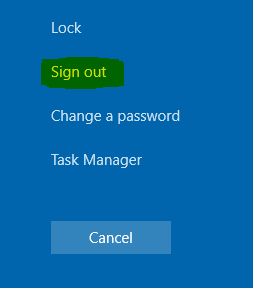 Lock
Sign out
Change a password
Task Manager
Cancel